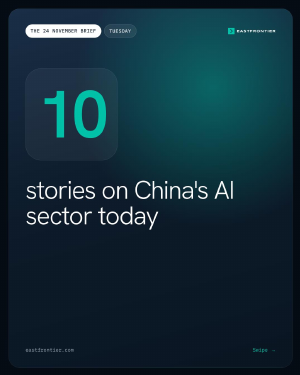 THE 24 NOVEMBER BRIEF
TUESDAY
EASTFRONTIER
10
stories on China's AI
sector today
eastfrontier.com
Swipe →